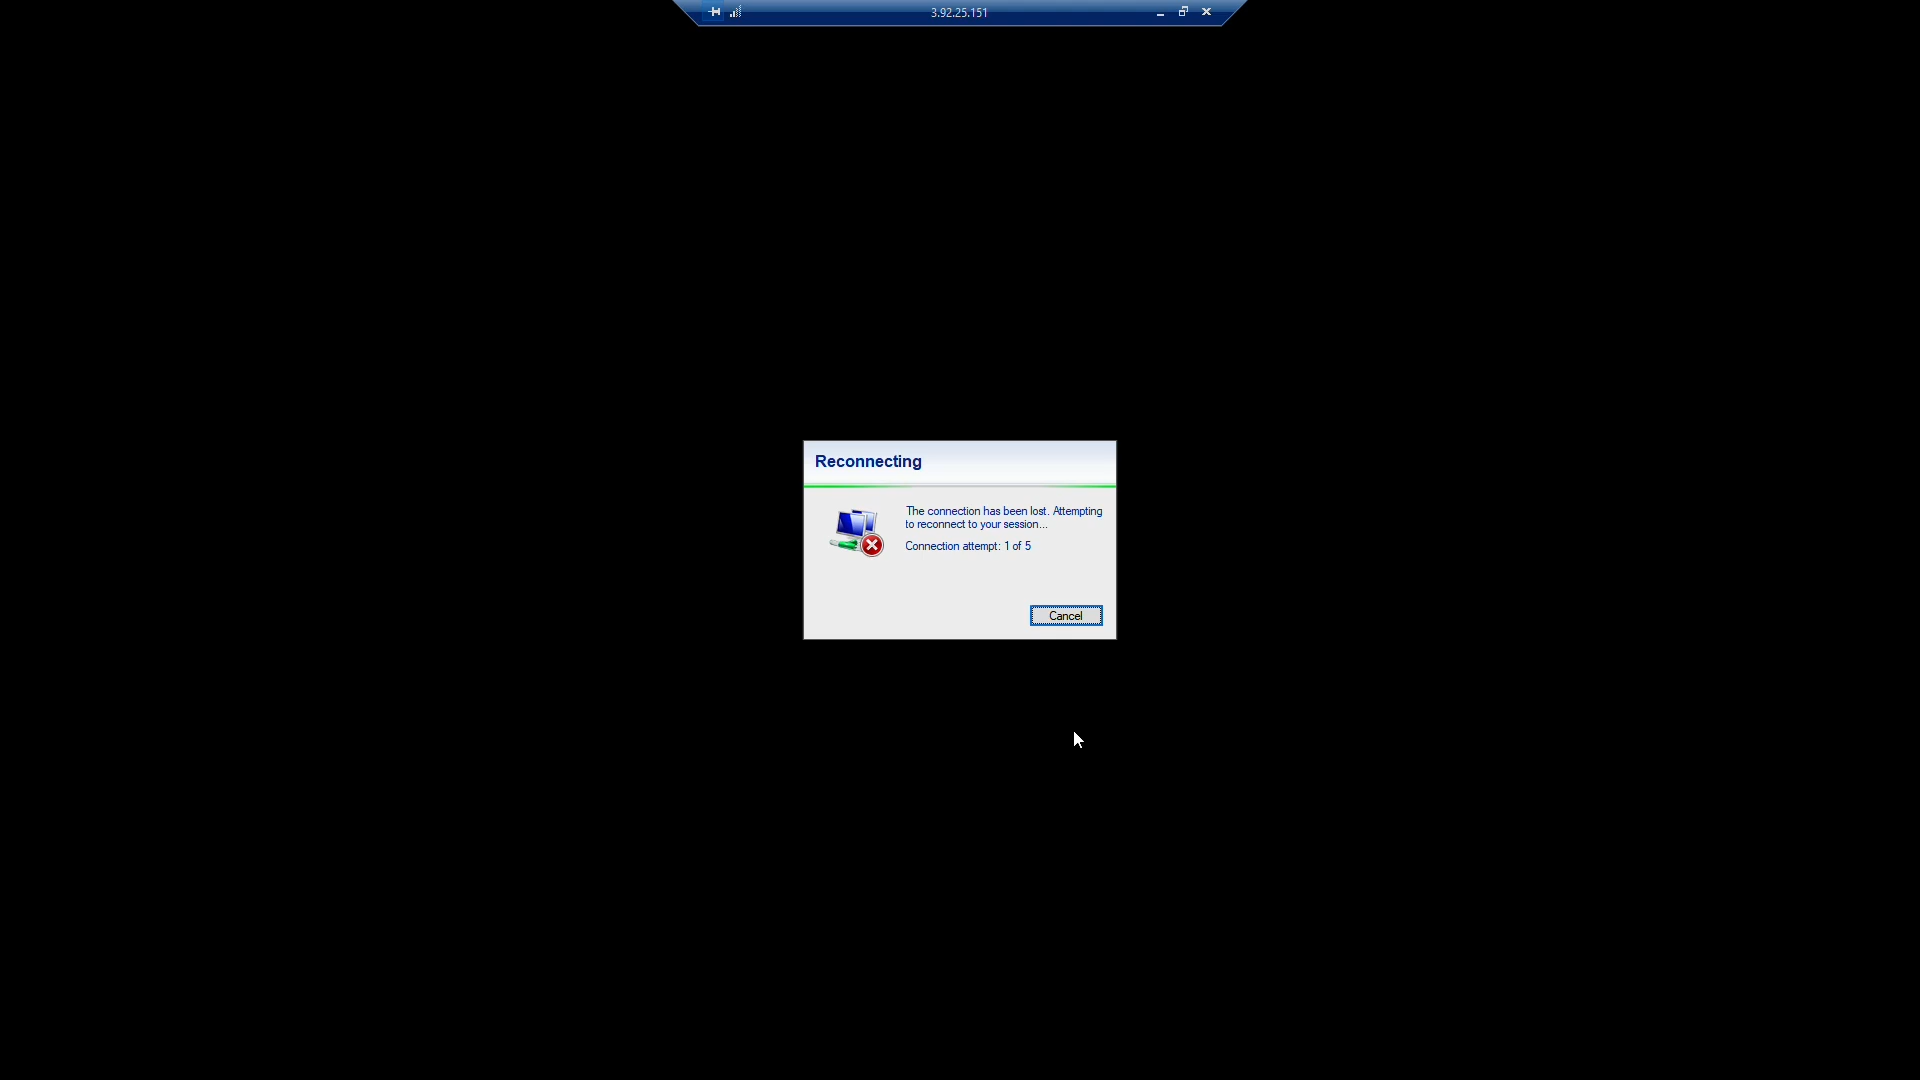 3.92.25.151
Reconnecting
The connection has been lost. Attempting
to reconnect to your session...
Connection attempt: 1 of 5
Cancel